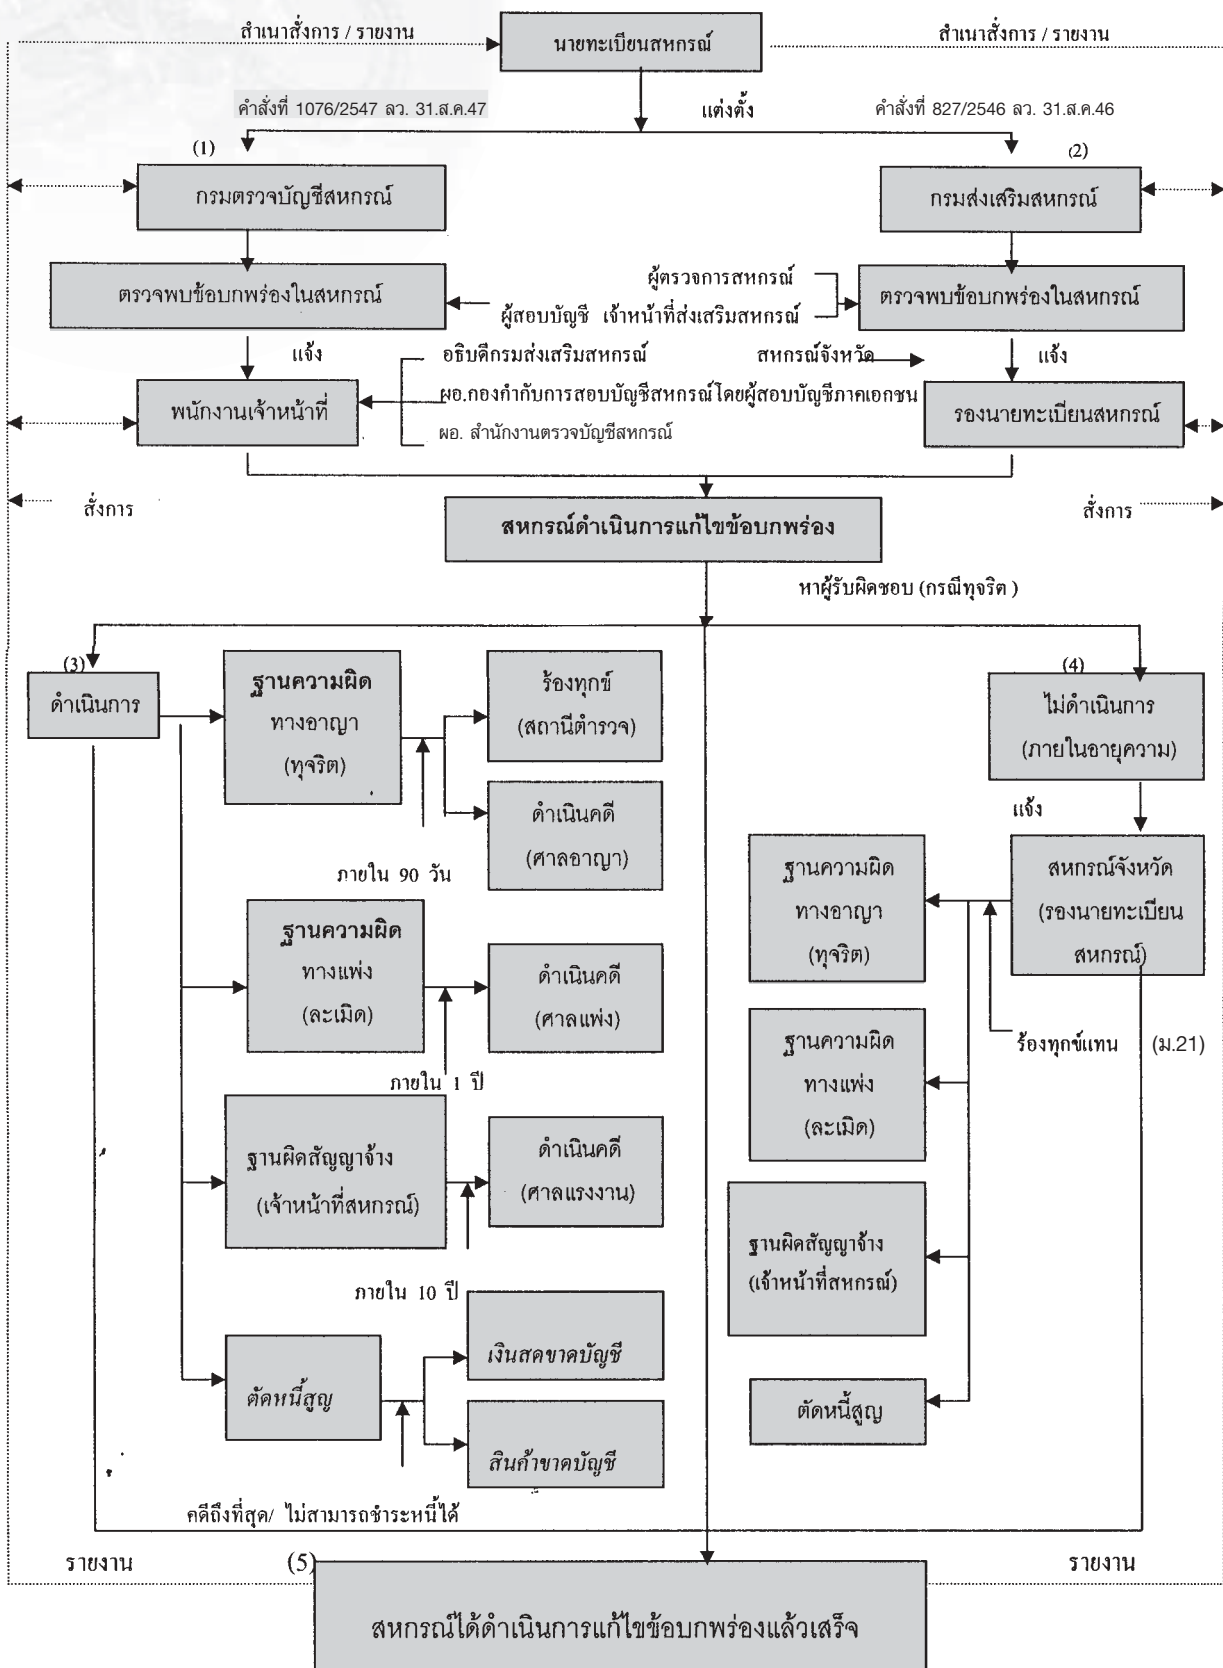 สำเนาสั่งการ / รายงาน
นายทะเบียนสหกรณ์
สำเนาสั่งการ / รายงาน
คำสั่งที่ 1076/2547 ลว. 31.ส.ค.47
แต่งตั้ง
คำสั่งที่ 827/2546 ลว. 31.ส.ค.46
(1)
(2)
กรมตรวจบัญชีสหกรณ์
กรมส่งเสริมสหกรณ์
ตรวจพบข้อบกพร่องในสหกรณ์
ผู้ตรวจการสหกรณ์
ผู้สอบบัญชี เจ้าหน้าที่ส่งเสริมสหกรณ์
ตรวจพบข้อบกพร่องในสหกรณ์
แจ้ง
อธิบดีกรมส่งเสริมสหกรณ์
สหกรณ์จังหวัด
แจ้ง
พนักงานเจ้าหน้าที่
ผอ.กองกำกับการสอบบัญชีสหกรณ์โดยผู้สอบบัญชีภาคเอกชน
รองนายทะเบียนสหกรณ์
ผอ. สำนักงานตรวจบัญชีสหกรณ์
สั่งการ
สหกรณ์ดำเนินการแก้ไขข้อบกพร่อง
สั่งการ
หาผู้รับผิดชอบ (กรณีทุจริต )
(3)
ดำเนินการ
ฐานความผิด
ทางอาญา
(ทุจริต)
ร้องทุกข์
(สถานีตำรวจ)
(4)
ไม่ดำเนินการ
(ภายในอายุความ)
ดำเนินคดี
(ศาลอาญา)
แจ้ง
ภายใน 90 วัน
ฐานความผิด
ทางอาญา
(ทุจริต)
สหกรณ์จังหวัด
(รองนายทะเบียน
สหกรณ์)
ฐานความผิด
ทางแพ่ง
(ละเมิด)
ดำเนินคดี
(ศาลแพ่ง)
ร้องทุกข์แทน (ม.21)
ฐานความผิด
ทางแพ่ง
(ละเมิด)
ภายใน 1 ปี
ฐานผิดสัญญาจ้าง
(เจ้าหน้าที่สหกรณ์)
ดำเนินคดี
(ศาลแรงงาน)
ฐานผิดสัญญาจ้าง
(เจ้าหน้าที่สหกรณ์)
ภายใน 10 ปี
ตัดหนี้สูญ
เงินสดขาดบัญชี
สินค้าขาดบัญชี
ตัดหนี้สูญ
คดีถึงที่สุด/ ไม่สามารถชำระหนี้ได้
รายงาน
(5)
รายงาน
สหกรณ์ได้ดำเนินการแก้ไขข้อบกพร่องแล้วเสร็จ